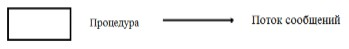 Процедура
Поток сообщений